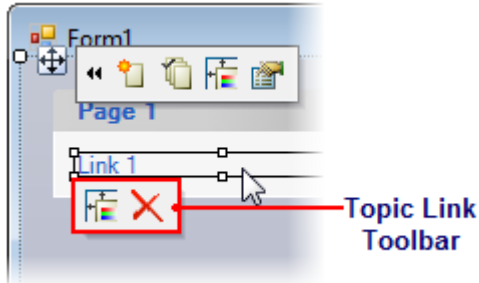 Form1
Page 1
Link 1
Topic Link
Toolbar